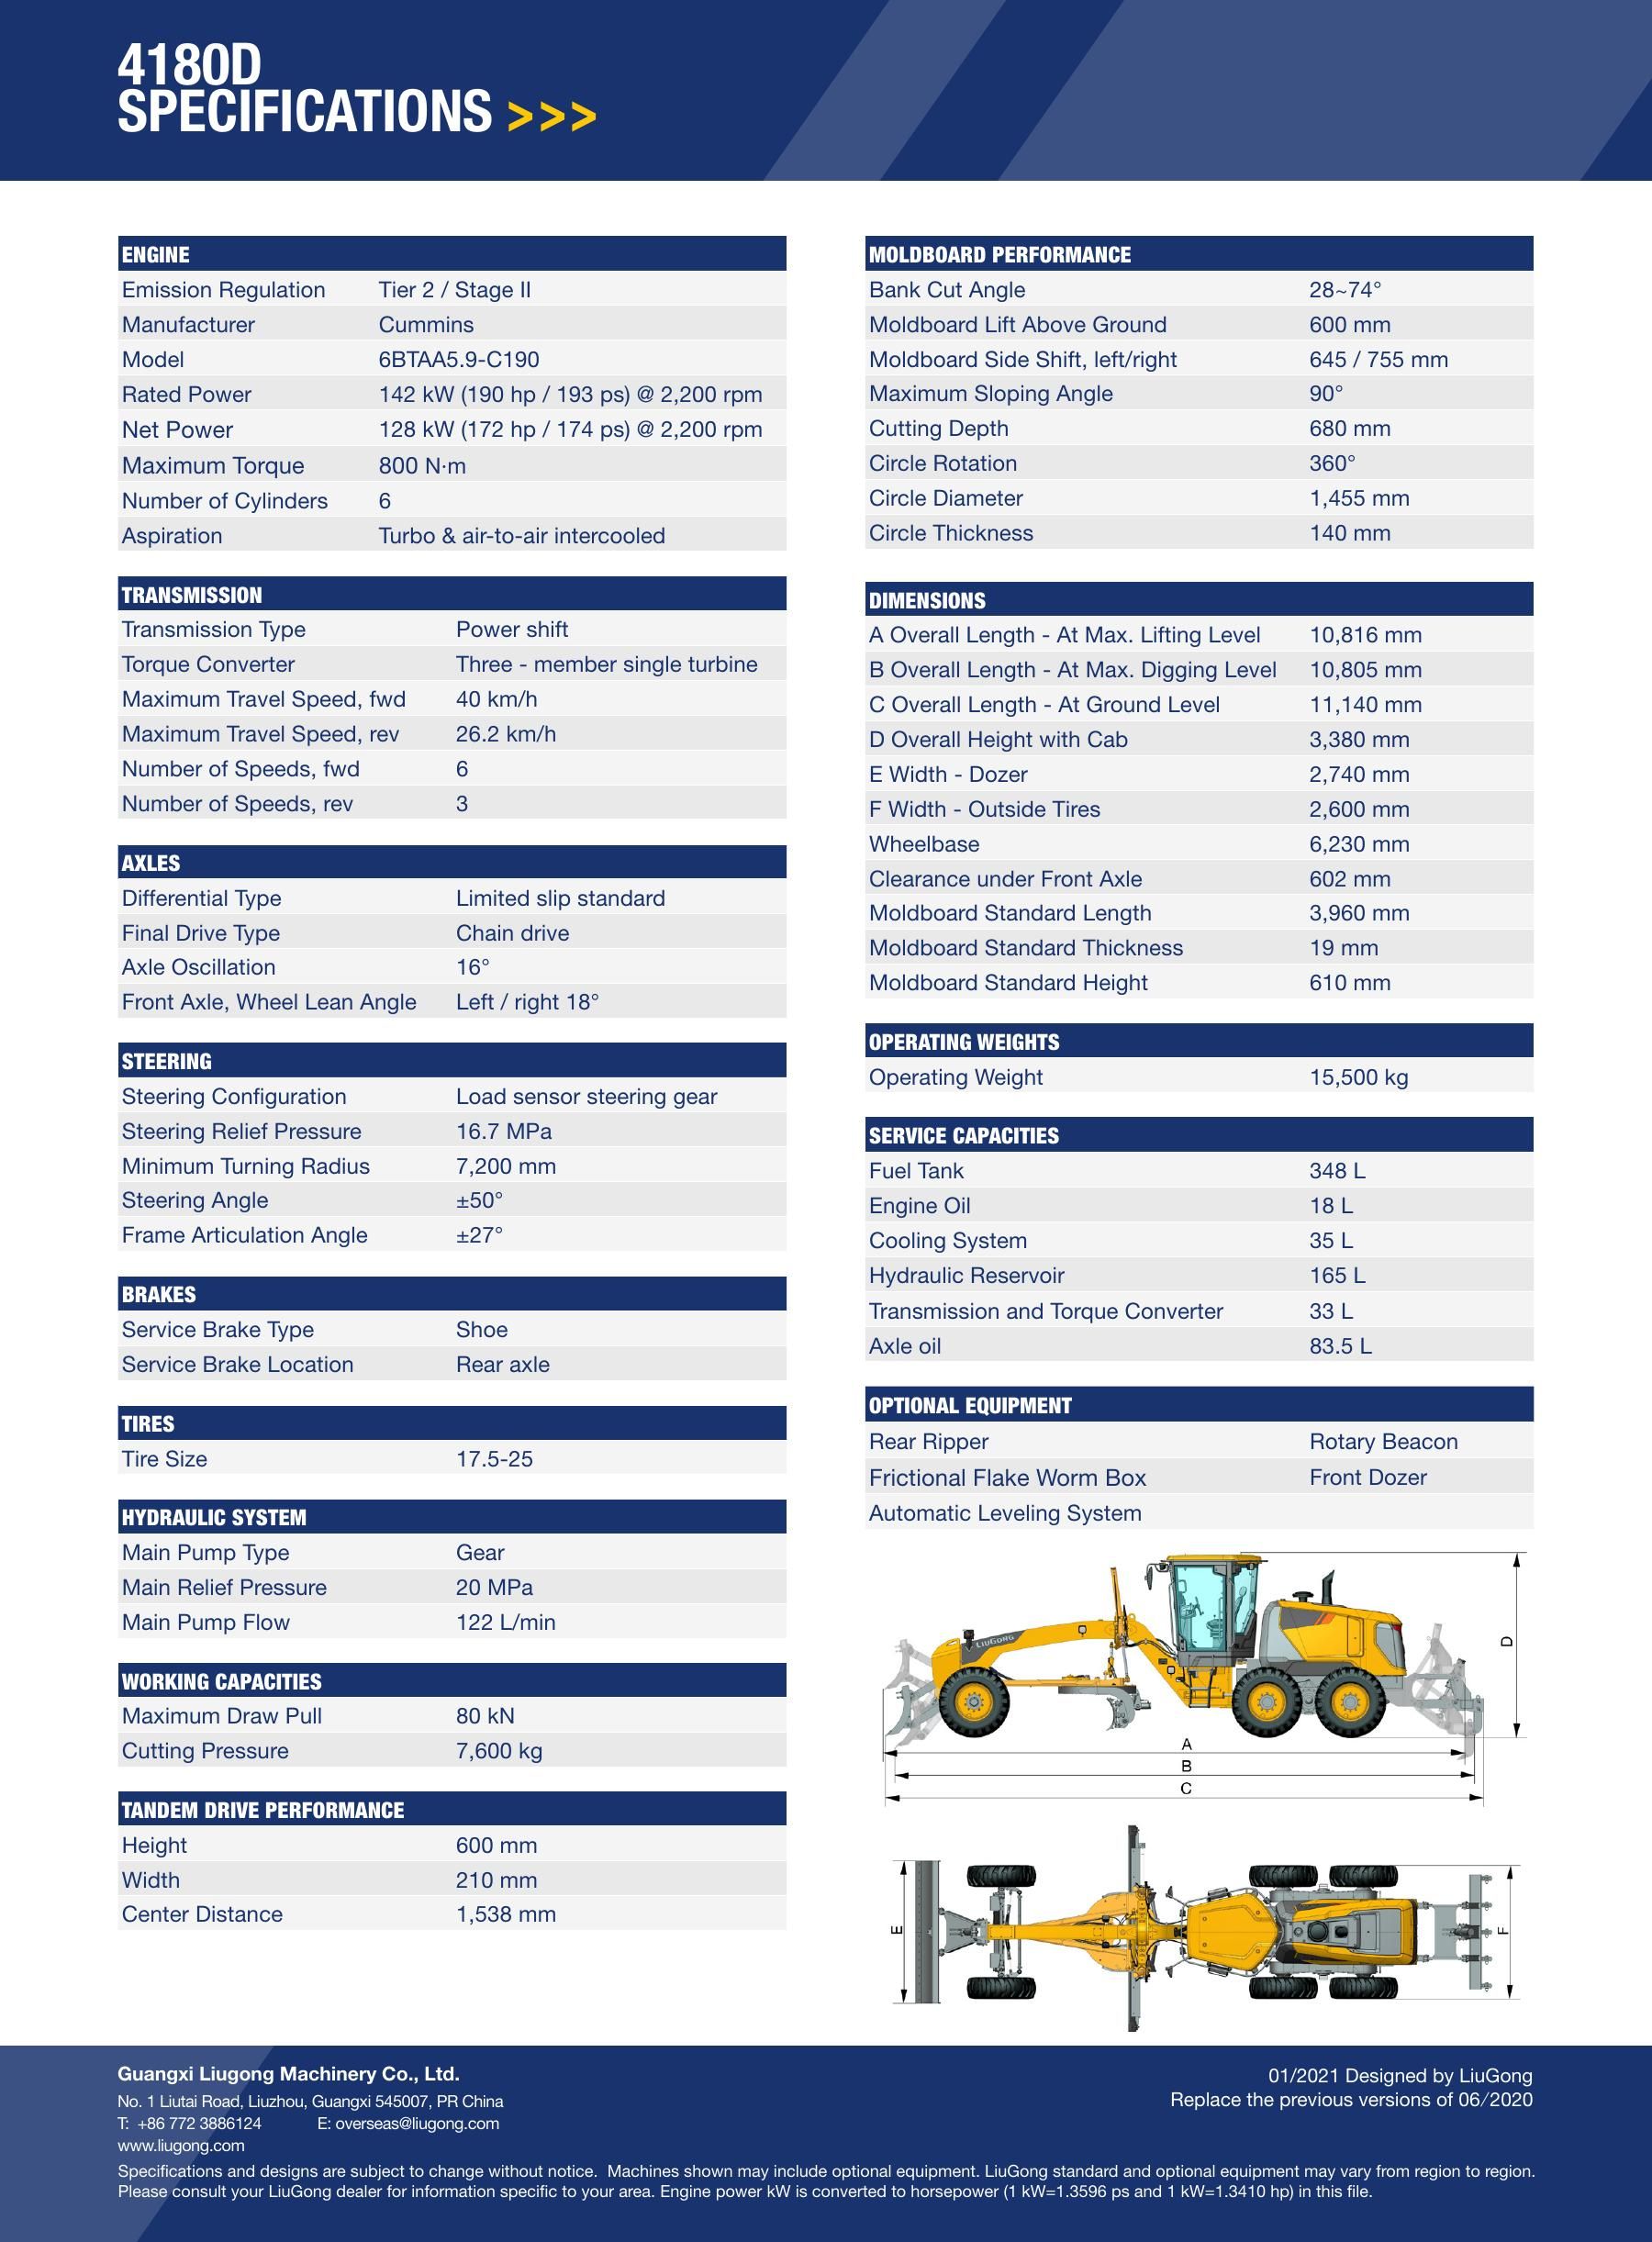 4180D
SPECIFICATIONS >>>
ENGINE
Emission Regulation Tier 2 / Stage II
Manufacturer Cummins
Model 6BTAA5.9-C190
Rated Power 142 kW (190 hp / 193 ps) @ 2,200 rpm
Net Power 128 kW (172 hp / 174 ps) @ 2,200 rpm
Maximum Torque 800 N·m
Number of Cylinders 6
Aspiration Turbo & air-to-air intercooled
TRANSMISSION
Transmission Type Power shift
Torque Converter Three - member single turbine
Maximum Travel Speed, fwd 40 km/h
Maximum Travel Speed, rev 26.2 km/h
Number of Speeds, fwd 6
Number of Speeds, rev 3
AXLES
Differential Type Limited slip standard
Final Drive Type Chain drive
Axle Oscillation 16°
Front Axle, Wheel Lean Angle Left / right 18°
STEERING
Steering Configuration Load sensor steering gear
Steering Relief Pressure 16.7 MPa
Minimum Turning Radius 7,200 mm
Steering Angle ±50°
Frame Articulation Angle ±27°
BRAKES
Service Brake Type Shoe
Service Brake Location Rear axle
TIRES
Tire Size 17.5-25
HYDRAULIC SYSTEM
Main Pump Type Gear
Main Relief Pressure 20 MPa
Main Pump Flow 122 L/min
WORKING CAPACITIES
Maximum Draw Pull 80 kN
Cutting Pressure 7,600 kg
TANDEM DRIVE PERFORMANCE
Height 600 mm
Width 210 mm
Center Distance 1,538 mm
MOLDBOARD PERFORMANCE
Bank Cut Angle 28~74°
Moldboard Lift Above Ground 600 mm
Moldboard Side Shift, left/right 645 / 755 mm
Maximum Sloping Angle 90°
Cutting Depth 680 mm
Circle Rotation 360°
Circle Diameter 1,455 mm
Circle Thickness 140 mm
DIMENSIONS
A Overall Length - At Max. Lifting Level 10,816 mm
B Overall Length - At Max. Digging Level 10,805 mm
C Overall Length - At Ground Level 11,140 mm
D Overall Height with Cab 3,380 mm
E Width - Dozer 2,740 mm
F Width - Outside Tires 2,600 mm
Wheelbase 6,230 mm
Clearance under Front Axle 602 mm
Moldboard Standard Length 3,960 mm
Moldboard Standard Thickness 19 mm
Moldboard Standard Height 610 mm
OPERATING WEIGHTS
Operating Weight 15,500 kg
SERVICE CAPACITIES
Fuel Tank 348 L
Engine Oil 18 L
Cooling System 35 L
Hydraulic Reservoir 165 L
Transmission and Torque Converter 33 L
Axle oil 83.5 L
OPTIONAL EQUIPMENT
Rear Ripper Rotary Beacon
Frictional Flake Worm Box Front Dozer
Automatic Leveling System
LIUGONG
D
A
B
C
E
F
Guangxi Liugong Machinery Co., Ltd.
No. 1 Liutai Road, Liuzhou, Guangxi 545007, PR China
T: +86 772 3886124 E: overseas@liugong.com
www.liugong.com
01/2021 Designed by LiuGong
Replace the previous versions of 06/2020
Specifications and designs are subject to change without notice. Machines shown may include optional equipment. LiuGong standard and optional equipment may vary from region to region.
Please consult your LiuGong dealer for information specific to your area. Engine power kW is converted to horsepower (1 kW=1.3596 ps and 1 kW=1.3410 hp) in this file.